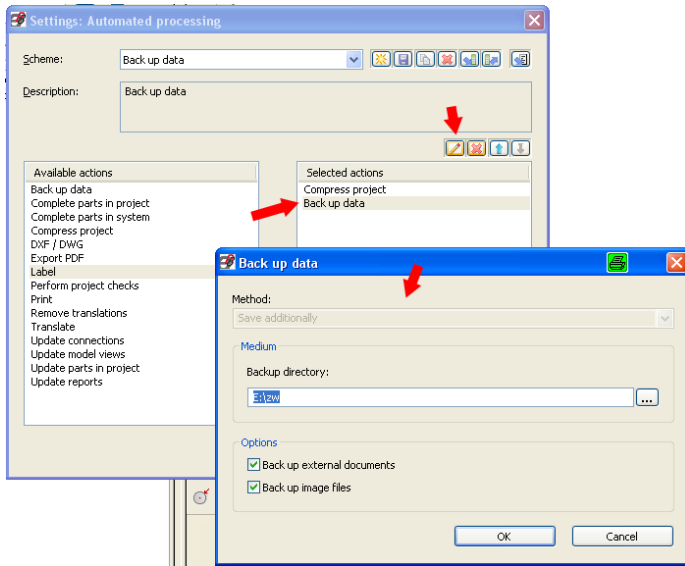 Settings: Automated processing
Scheme:
Back up data
Description:
Back up data
Available actions
Back up data
Complete parts in project
Complete parts in system
Compress project
DXF / DWG
Export PDF
Label
Perform project checks
Print
Remove translations
Translate
Update connections
Update model views
Update parts in project
Update reports
Selected actions
Compress project
Back up data
Back up data
Method:
Save additionally
Medium
Backup directory:
E:\zw
...
Options
Back up external documents
Back up image files
OK
Cancel